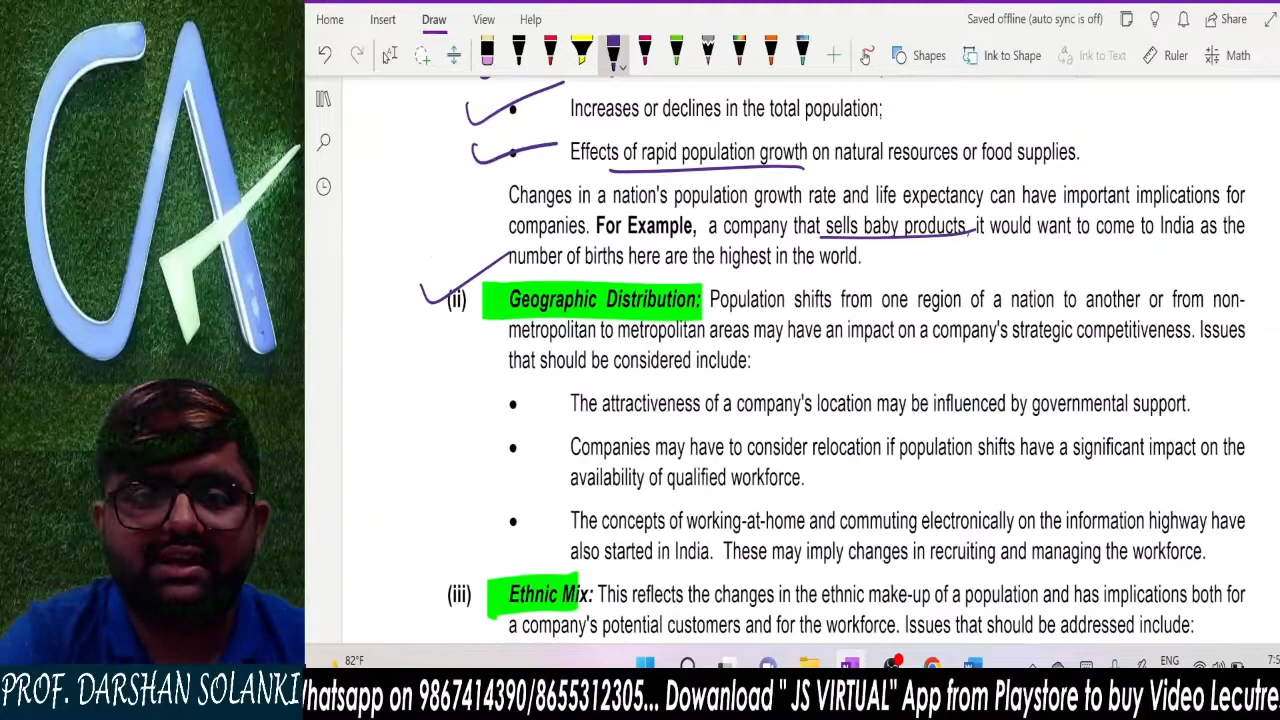 Home Insert Draw View Help Saved offline (auto sync is off) Share
Shapes Ink to Shape Ink to Text Ruler Math
• Increases or declines in the total population;
• Effects of rapid population growth on natural resources or food supplies.
Changes in a nation's population growth rate and life expectancy can have important implications for
companies. For Example, a company that sells baby products, it would want to come to India as the
number of births here are the highest in the world.
(ii) Geographic Distribution: Population shifts from one region of a nation to another or from non-
metropolitan to metropolitan areas may have an impact on a company's strategic competitiveness. Issues
that should be considered include:
• The attractiveness of a company's location may be influenced by governmental support.
• Companies may have to consider relocation if population shifts have a significant impact on the
availability of qualified workforce.
• The concepts of working-at-home and commuting electronically on the information highway have
also started in India. These may imply changes in recruiting and managing the workforce.
(iii) Ethnic Mix: This reflects the changes in the ethnic make-up of a population and has implications both for
a company's potential customers and for the workforce. Issues that should be addressed include:
CA
82°F ENG
PROF. DARSHAN SOLANKI
Whatsapp on 9867414390/8655312305... Dowanload " JS VIRTUAL" App from Playstore to buy Video Lecutre